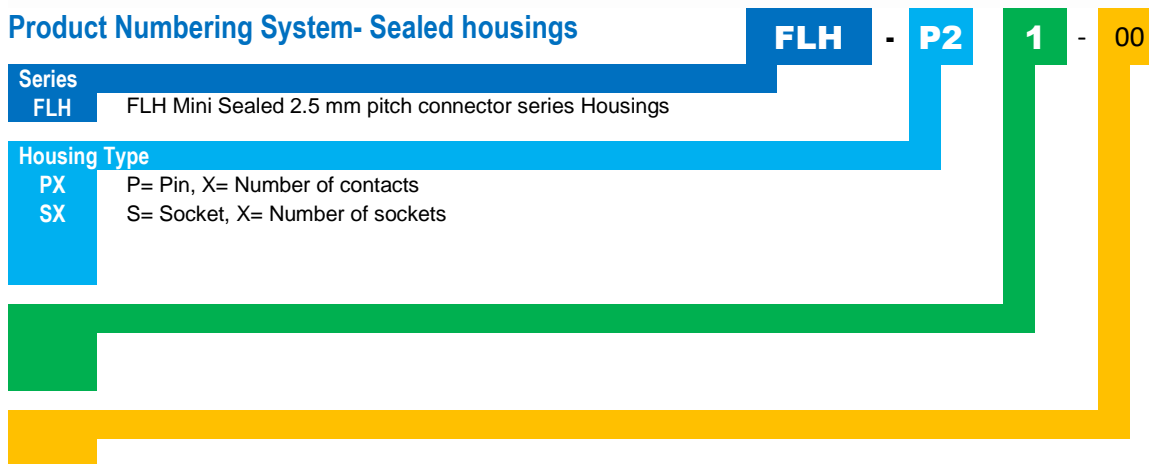 Product Numbering System- Sealed housings FLH - P2 1 - 00
Series
FLH FLH Mini Sealed 2.5 mm pitch connector series Housings
Housing Type
PX P= Pin, X= Number of contacts
SX S= Socket, X= Number of sockets